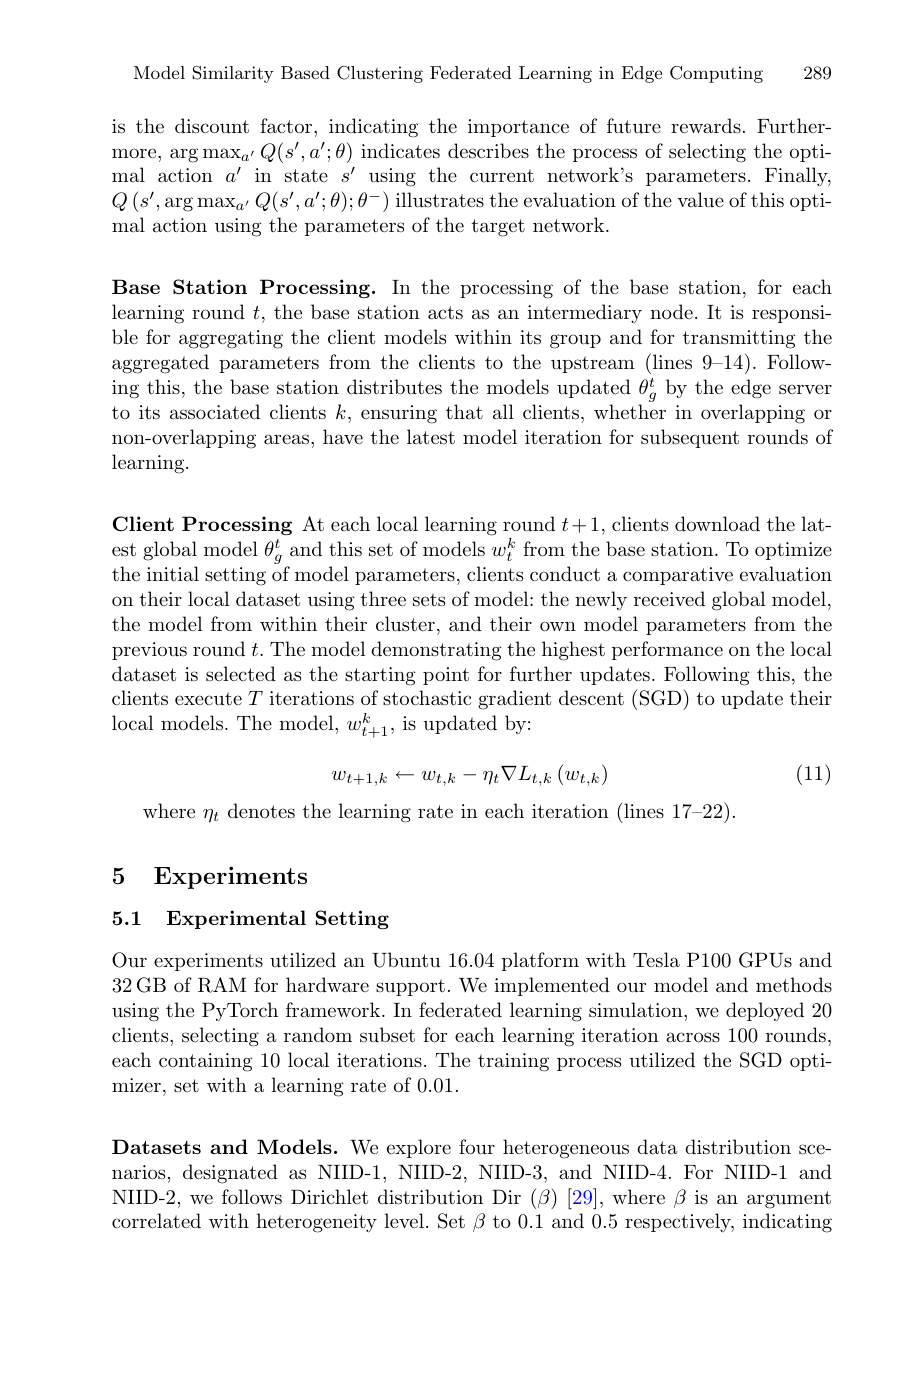 Model Similarity Based Clustering Federated Learning in Edge Computing 289
is the discount factor, indicating the importance of future rewards. Further-
more, arg max_{a′} Q(s′, a′; θ) indicates describes the process of selecting the opti-
mal action a′ in state s′ using the current network's parameters. Finally,
Q (s′, arg max_{a′} Q(s′, a′; θ); θ⁻) illustrates the evaluation of the value of this opti-
mal action using the parameters of the target network.
Base Station Processing. In the processing of the base station, for each
learning round t, the base station acts as an intermediary node. It is responsi-
ble for aggregating the client models within its group and for transmitting the
aggregated parameters from the clients to the upstream (lines 9–14). Follow-
ing this, the base station distributes the models updated θ_g^t by the edge server
to its associated clients k, ensuring that all clients, whether in overlapping or
non-overlapping areas, have the latest model iteration for subsequent rounds of
learning.
Client Processing At each local learning round t+1, clients download the lat-
est global model θ_g^t and this set of models w_t^k from the base station. To optimize
the initial setting of model parameters, clients conduct a comparative evaluation
on their local dataset using three sets of model: the newly received global model,
the model from within their cluster, and their own model parameters from the
previous round t. The model demonstrating the highest performance on the local
dataset is selected as the starting point for further updates. Following this, the
clients execute T iterations of stochastic gradient descent (SGD) to update their
local models. The model, w_{t+1}^k, is updated by:
w_{t+1,k} ← w_{t,k} − η_t∇L_{t,k} (w_{t,k}) (11)
where η_t denotes the learning rate in each iteration (lines 17–22).
5 Experiments
5.1 Experimental Setting
Our experiments utilized an Ubuntu 16.04 platform with Tesla P100 GPUs and
32 GB of RAM for hardware support. We implemented our model and methods
using the PyTorch framework. In federated learning simulation, we deployed 20
clients, selecting a random subset for each learning iteration across 100 rounds,
each containing 10 local iterations. The training process utilized the SGD opti-
mizer, set with a learning rate of 0.01.
Datasets and Models. We explore four heterogeneous data distribution sce-
narios, designated as NIID-1, NIID-2, NIID-3, and NIID-4. For NIID-1 and
NIID-2, we follows Dirichlet distribution Dir (β) [29], where β is an argument
correlated with heterogeneity level. Set β to 0.1 and 0.5 respectively, indicating